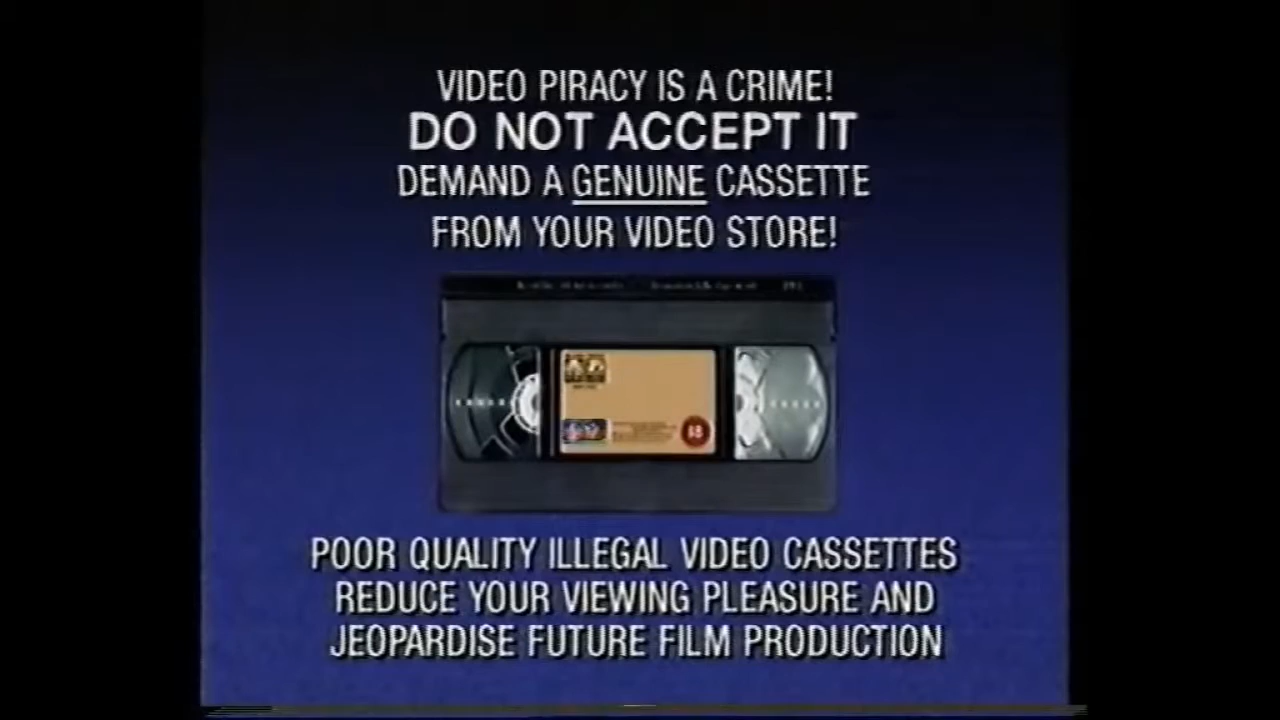 VIDEO PIRACY IS A CRIME!
DO NOT ACCEPT IT
DEMAND A GENUINE CASSETTE
FROM YOUR VIDEO STORE!
18
POOR QUALITY ILLEGAL VIDEO CASSETTES
REDUCE YOUR VIEWING PLEASURE AND
JEOPARDISE FUTURE FILM PRODUCTION